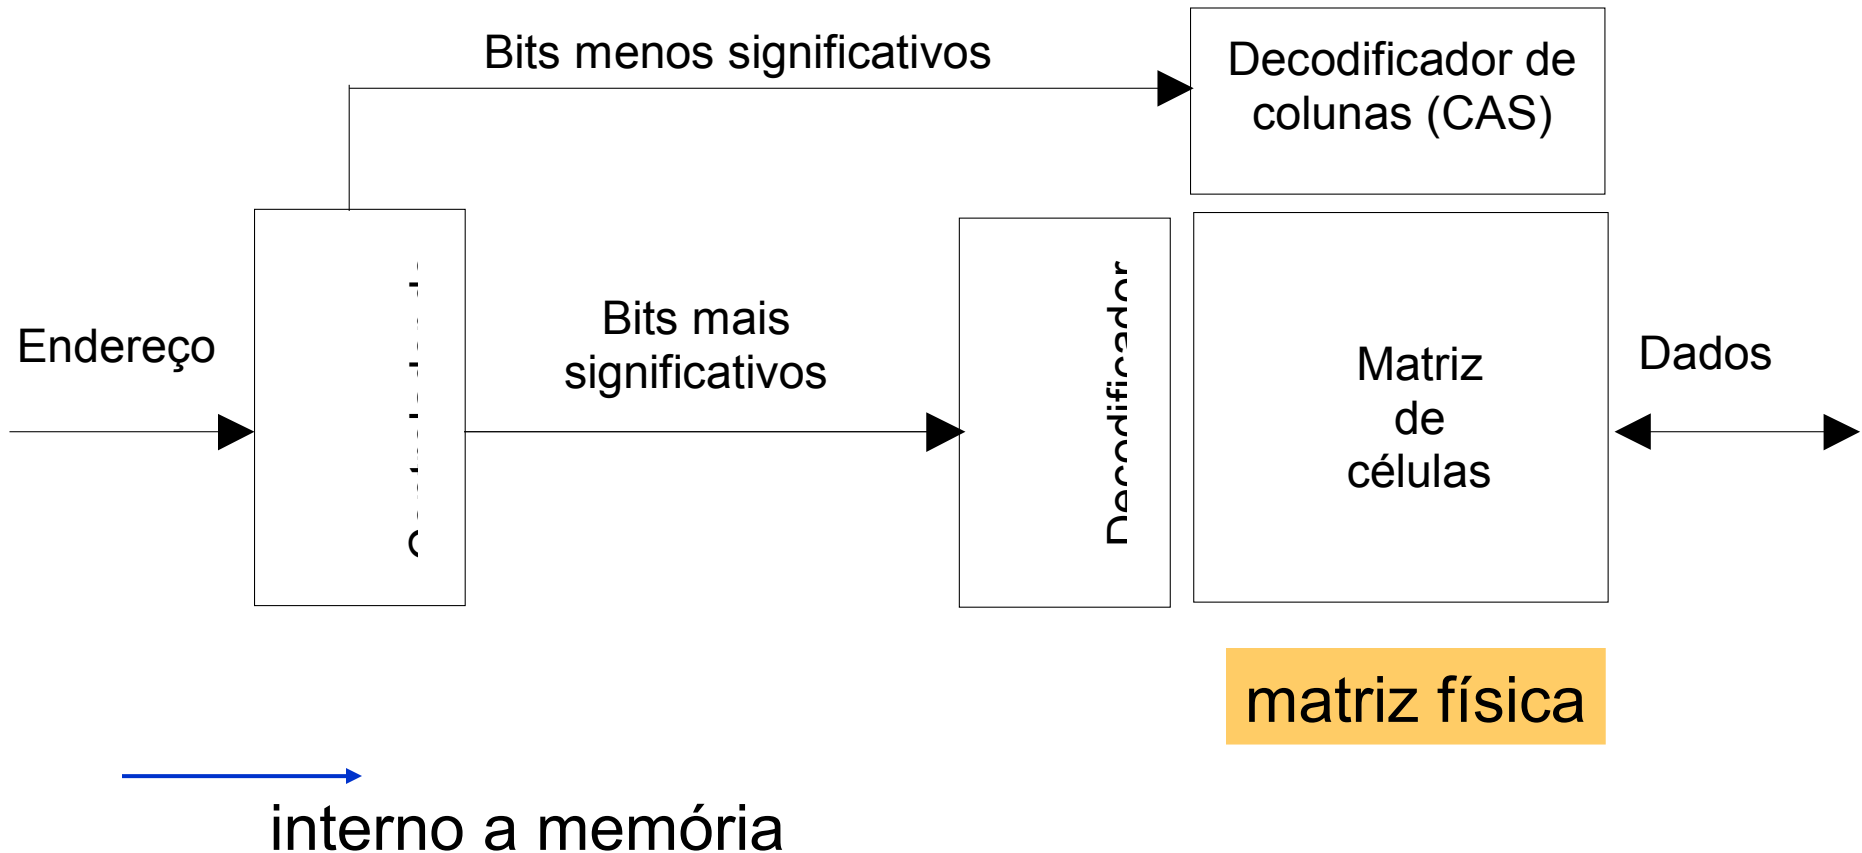 Bits menos significativos
Decodificador de
colunas (CAS)
Endereço
Bits mais
significativos
Decodificador
Matriz
de
células
Dados
matriz física
interno a memória